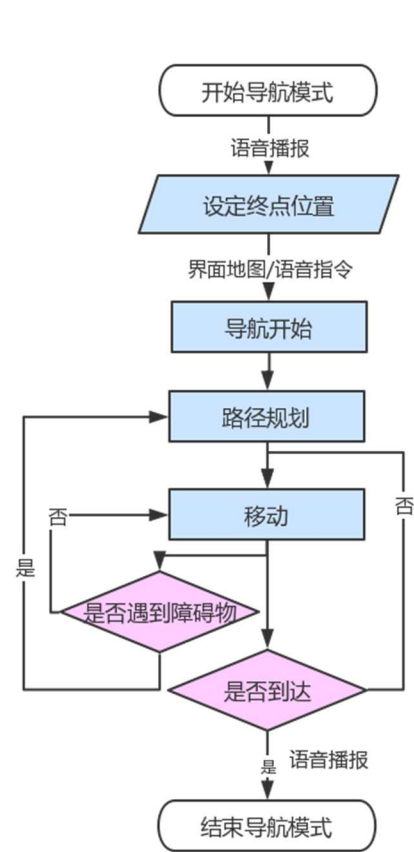 开始导航模式
语音播报
设定终点位置
界面地图/语音指令
导航开始
路径规划
否
移动
否
是
是否遇到障碍物
是否到达
是
语音播报
结束导航模式